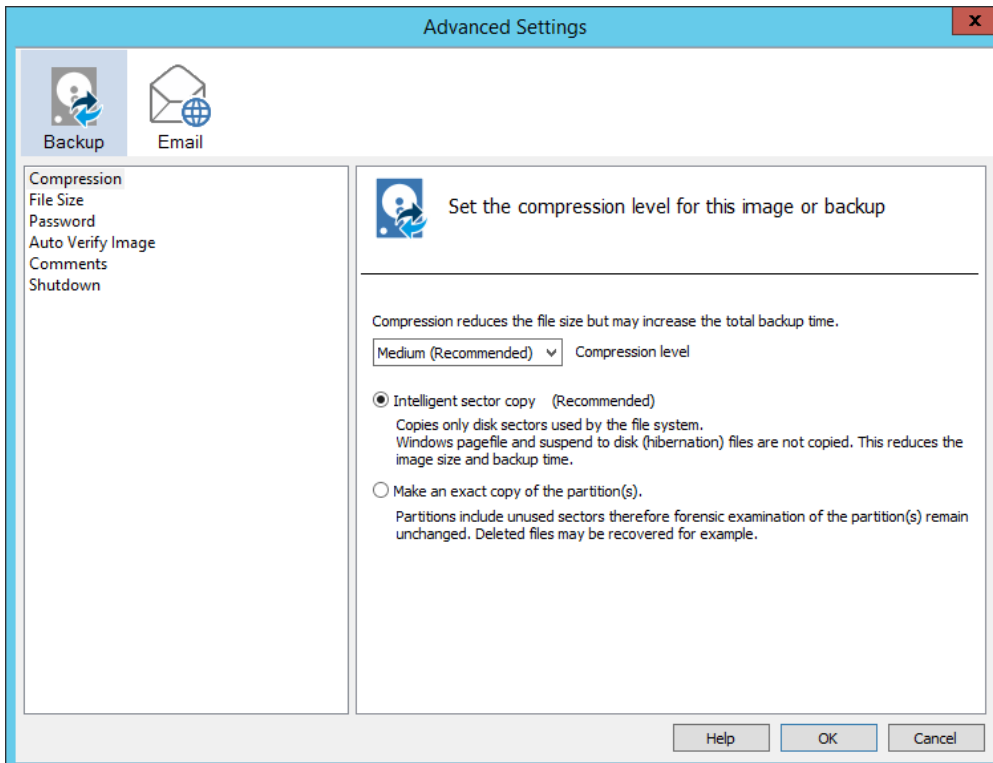 Advanced Settings
x
Backup
Email
Compression
File Size
Password
Auto Verify Image
Comments
Shutdown
Set the compression level for this image or backup
Compression reduces the file size but may increase the total backup time.
Medium (Recommended) Compression level
Intelligent sector copy (Recommended)
Copies only disk sectors used by the file system.
Windows pagefile and suspend to disk (hibernation) files are not copied. This reduces the
image size and backup time.
Make an exact copy of the partition(s).
Partitions include unused sectors therefore forensic examination of the partition(s) remain
unchanged. Deleted files may be recovered for example.
Help OK Cancel